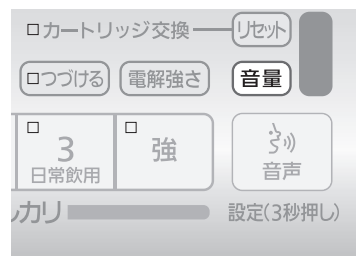 カートリッジ交換 リセット
つづける 電解強さ 音量
3 強
日常飲用 音声
カリ 設定(3秒押し)